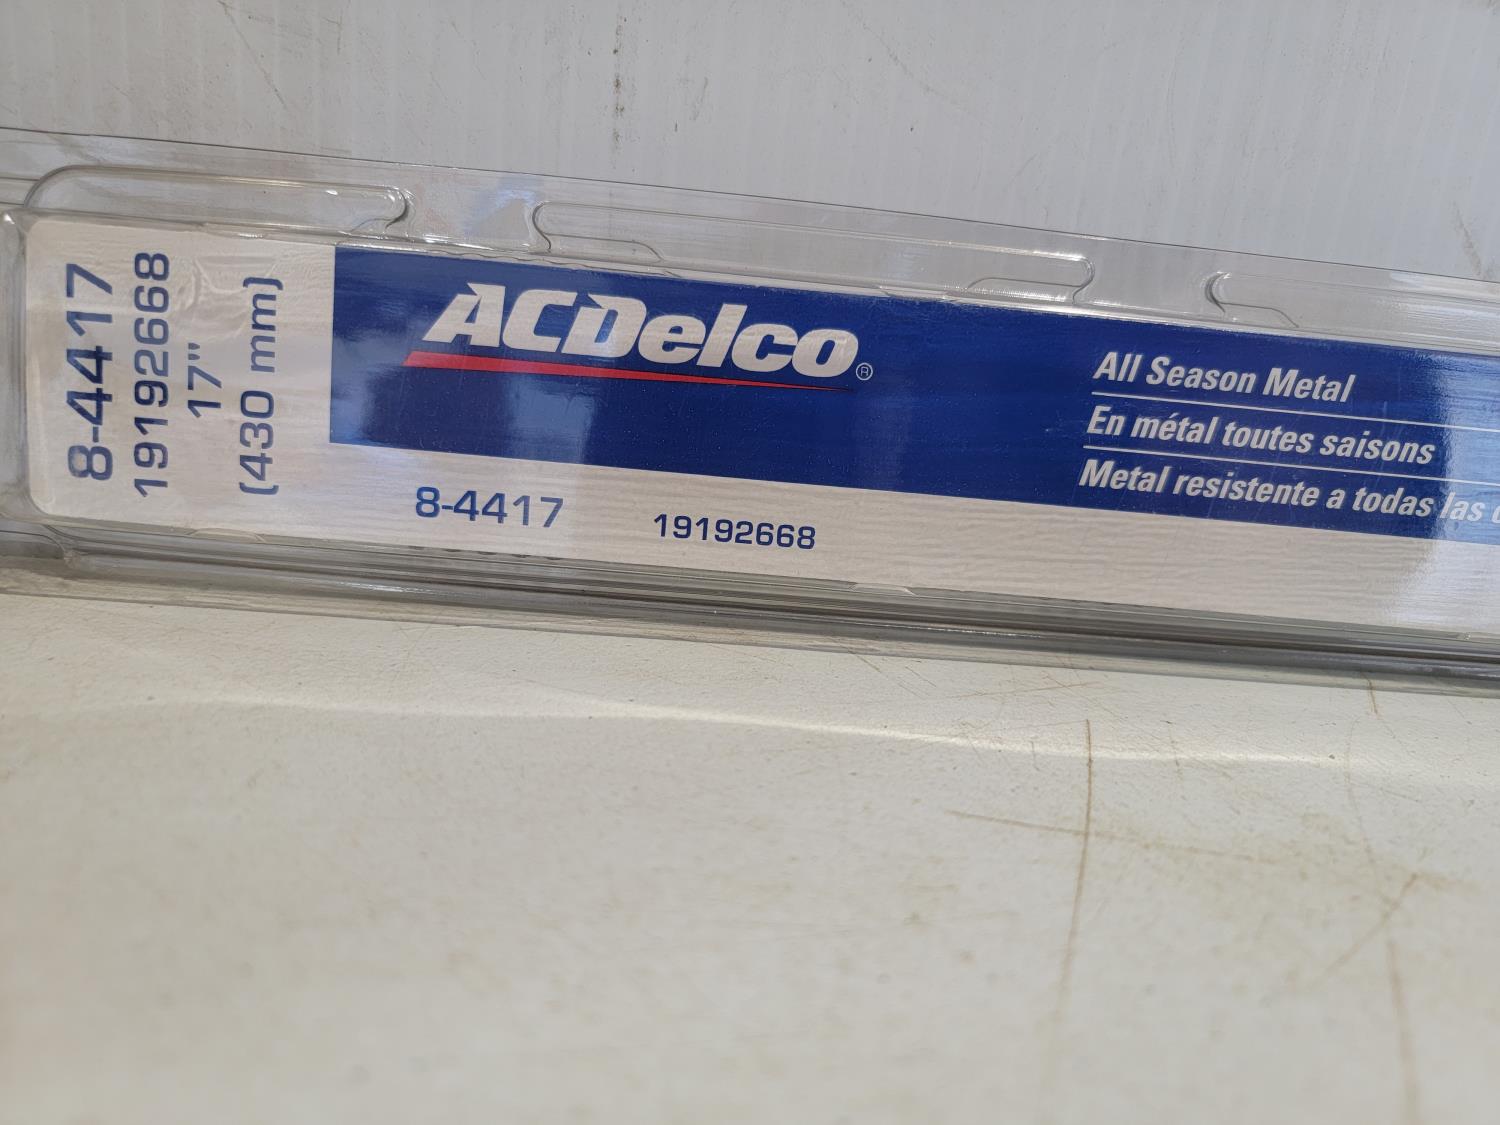 8-4417
19192668
17"
(430 mm)
ACDelco®
All Season Metal
En métal toutes saisons
Metal resistente a todas las
8-4417
19192668